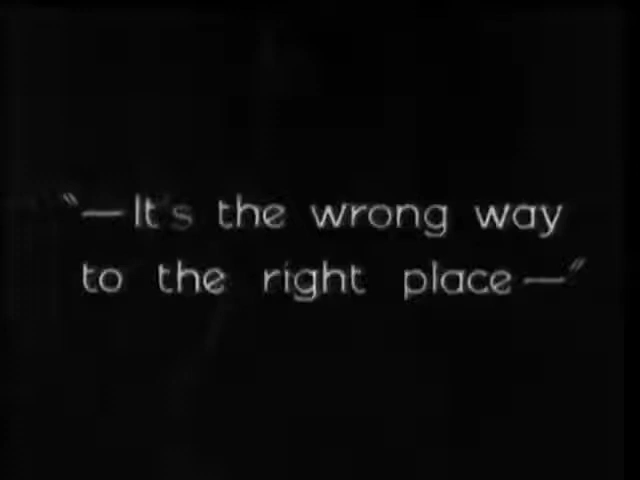 "—It's the wrong way
to the right place—"